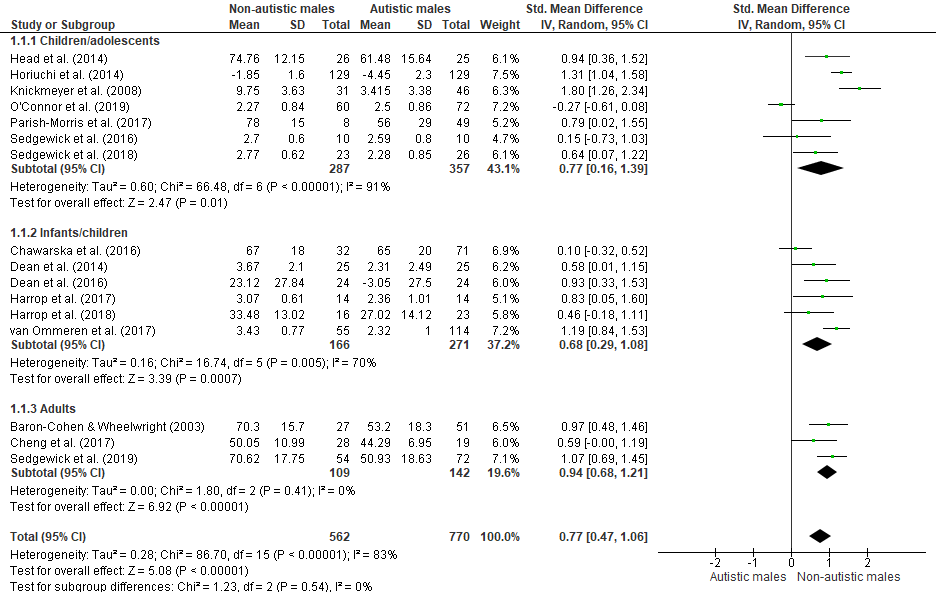 Non-autistic males Autistic males Std. Mean Difference Std. Mean Difference
Study or Subgroup Mean SD Total Mean SD Total Weight IV, Random, 95% CI IV, Random, 95% CI
1.1.1 Children/adolescents
Head et al. (2014) 74.76 12.15 26 61.48 15.64 25 6.1% 0.94 [0.36, 1.52]
Horiuchi et al. (2014) -1.85 1.6 129 -4.45 2.3 129 7.5% 1.31 [1.04, 1.58]
Knickmeyer et al. (2008) 9.75 3.63 31 3.415 3.38 46 6.3% 1.80 [1.26, 2.34]
O'Connor et al. (2019) 2.27 0.84 60 2.5 0.86 72 7.2% -0.27 [-0.61, 0.08]
Parish-Morris et al. (2017) 78 15 8 56 29 49 5.2% 0.79 [0.02, 1.55]
Sedgewick et al. (2016) 2.7 0.6 10 2.59 0.8 10 4.7% 0.15 [-0.73, 1.03]
Sedgewick et al. (2018) 2.77 0.62 23 2.28 0.85 26 6.1% 0.64 [0.07, 1.22]
Subtotal (95% CI) 287 357 43.1% 0.77 [0.16, 1.39]
Heterogeneity: Tau² = 0.60; Chi² = 66.48, df = 6 (P < 0.00001); I² = 91%
Test for overall effect: Z = 2.47 (P = 0.01)
1.1.2 Infants/children
Chawarska et al. (2016) 67 18 32 65 20 71 6.9% 0.10 [-0.32, 0.52]
Dean et al. (2014) 3.67 2.1 25 2.31 2.49 25 6.2% 0.58 [0.01, 1.15]
Dean et al. (2016) 23.12 27.84 24 -3.05 27.5 24 6.0% 0.93 [0.33, 1.53]
Harrop et al. (2017) 3.07 0.61 14 2.36 1.01 14 5.2% 0.83 [0.05, 1.60]
Harrop et al. (2018) 33.48 13.02 16 27.02 14.12 23 5.8% 0.46 [-0.18, 1.11]
van Ommeren et al. (2017) 3.43 0.77 55 2.32 1 114 7.2% 1.19 [0.84, 1.53]
Subtotal (95% CI) 166 271 37.2% 0.68 [0.29, 1.08]
Heterogeneity: Tau² = 0.16; Chi² = 16.74, df = 5 (P = 0.005); I² = 70%
Test for overall effect: Z = 3.39 (P = 0.0007)
1.1.3 Adults
Baron-Cohen & Wheelwright (2003) 70.3 15.7 27 53.2 18.3 51 6.5% 0.97 [0.48, 1.46]
Cheng et al. (2017) 50.05 10.99 28 44.29 6.95 19 6.1% 0.59 [-0.00, 1.19]
Sedgewick et al. (2019) 70.62 17.75 54 50.93 18.63 72 7.1% 1.07 [0.69, 1.45]
Subtotal (95% CI) 109 142 19.6% 0.94 [0.68, 1.21]
Heterogeneity: Tau² = 0.00; Chi² = 1.80, df = 2 (P = 0.41); I² = 0%
Test for overall effect: Z = 6.92 (P < 0.00001)
Total (95% CI) 562 770 100.0% 0.77 [0.47, 1.06]
Heterogeneity: Tau² = 0.28; Chi² = 86.70, df = 15 (P < 0.00001); I² = 83%
Test for overall effect: Z = 5.08 (P < 0.00001)
Test for subgroup differences: Chi² = 1.23, df = 2 (P = 0.54), I² = 0%
-2 -1 0 1 2
Autistic males Non-autistic males